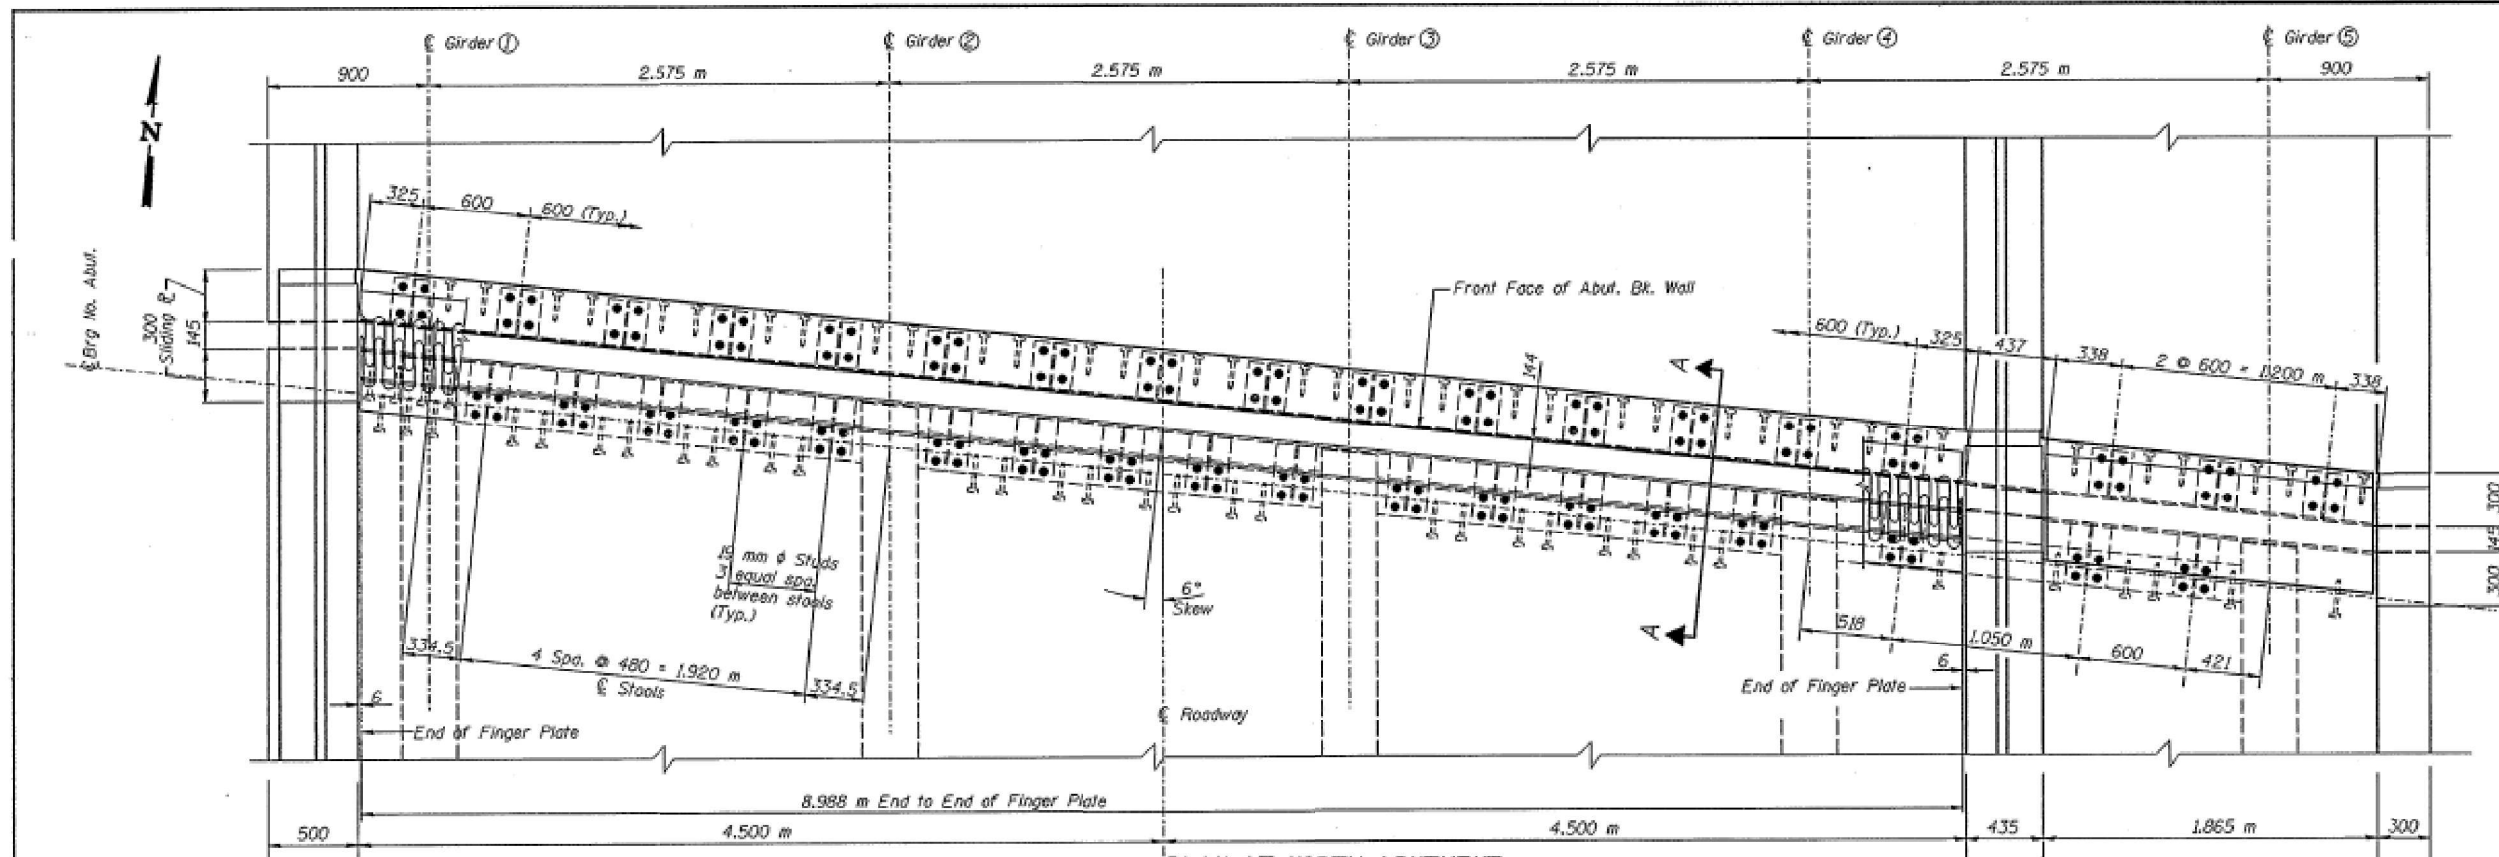 ℄ Girder ①
℄ Girder ②
℄ Girder ③
℄ Girder ④
℄ Girder ⑤
900
2.575 m
2.575 m
2.575 m
2.575 m
900
N
325
600
600 (Typ.)
℄ Brg No. Abut.
300
Sliding ℙ
145
Front Face of Abut. Bk. Wall
600 (Typ.)
325
437
338
2 @ 600 = 1.200 m
338
144
A
A
300
145
300
19 mm ϕ Studs
3 equal spa.
between stools
(Typ.)
6°
Skew
334.5
4 Spa. @ 480 = 1.920 m
334.5
℄ Stools
518
1.050 m
600
421
6
End of Finger Plate
6
End of Finger Plate
℄ Roadway
8.988 m End to End of Finger Plate
500
4.500 m
4.500 m
435
1.865 m
300